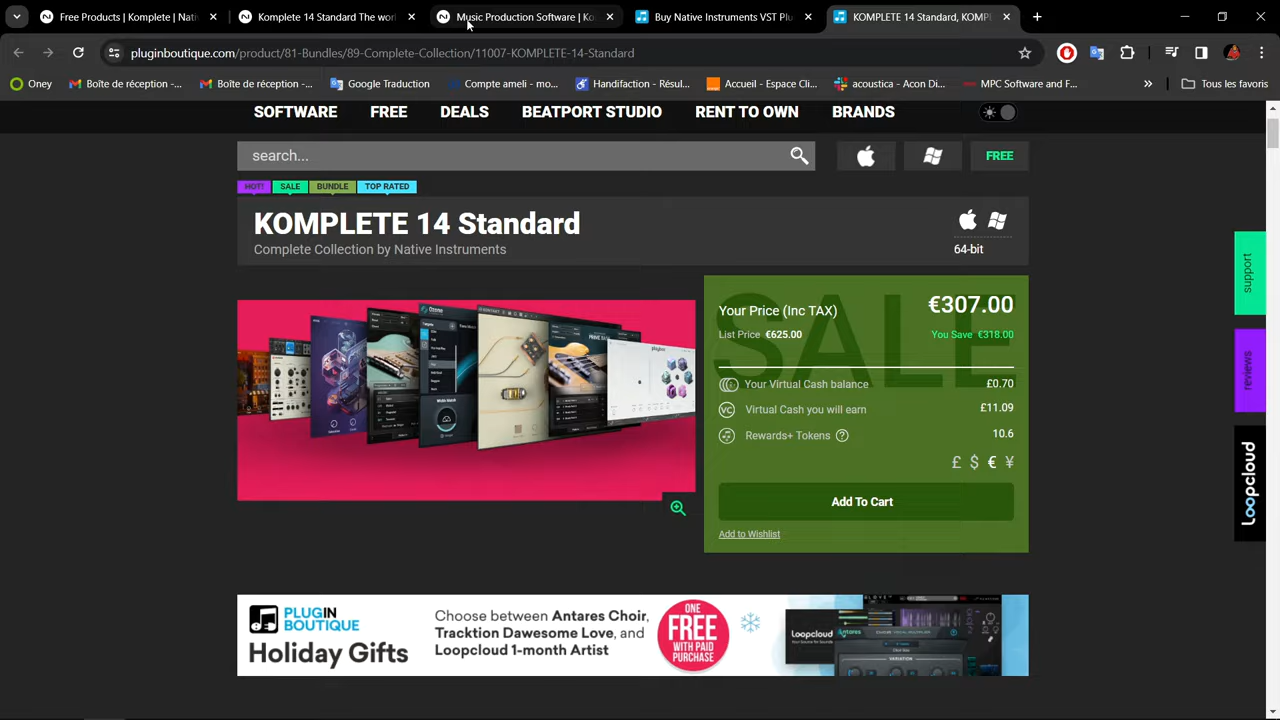 Free Products | Komplete | Nati
Komplete 14 Standard The worl
Music Production Software | Ko
Buy Native Instruments VST Plu
KOMPLETE 14 Standard, KOMPL
pluginboutique.com/product/81-Bundles/89-Complete-Collection/11007-KOMPLETE-14-Standard
Oney
Boîte de réception -...
Boîte de réception -...
Google Traduction
Compte ameli - mo...
Handifaction - Résul...
Accueil - Espace Cli...
acoustica - Acon Di...
MPC Software and F...
»
Tous les favoris
SOFTWARE
FREE
DEALS
BEATPORT STUDIO
RENT TO OWN
BRANDS
search...
FREE
HOT!
SALE
BUNDLE
TOP RATED
KOMPLETE 14 Standard
Complete Collection by Native Instruments
64-bit
SALE
Your Price (Inc TAX)
€307.00
List Price €625.00
You Save €318.00
Your Virtual Cash balance
£0.70
VC Virtual Cash you will earn
£11.09
Rewards+ Tokens
10.6
£ $ € ¥
Add To Cart
Add to Wishlist
support
reviews
Loopcloud
PLUGIN
BOUTIQUE
Holiday Gifts
Choose between Antares Choir,
Tracktion Dawesome Love, and
Loopcloud 1-month Artist
ONE
FREE
WITH PAID
PURCHASE
Loopcloud